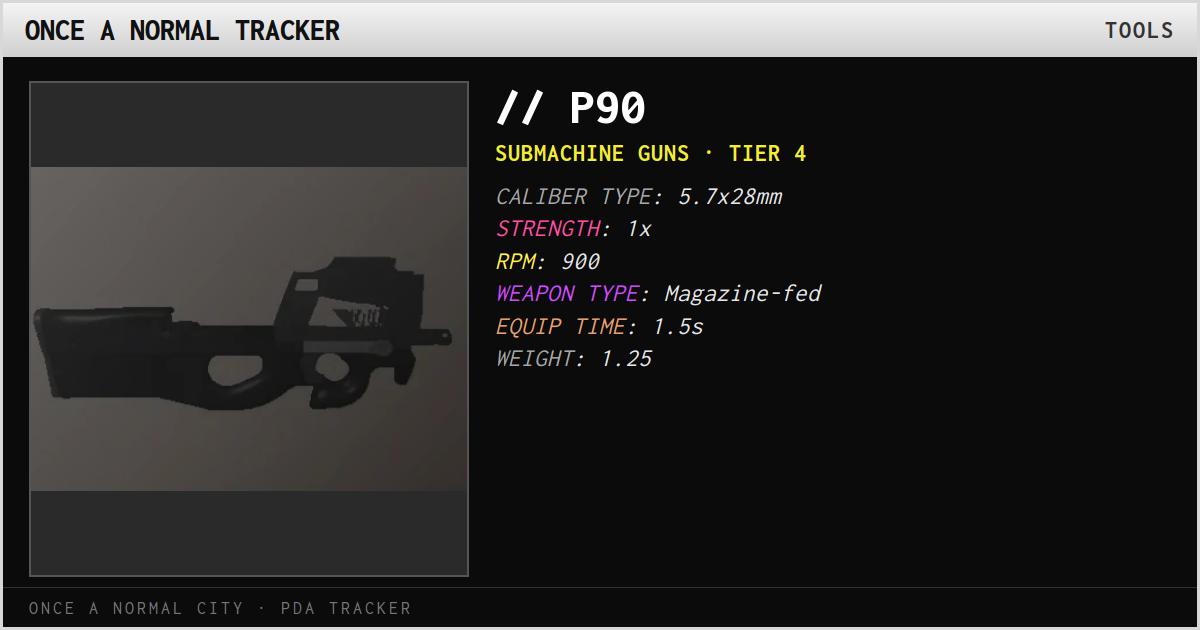 ONCE A NORMAL TRACKER
TOOLS
// P90
SUBMACHINE GUNS · TIER 4
CALIBER TYPE: 5.7x28mm
STRENGTH: 1x
RPM: 900
WEAPON TYPE: Magazine-fed
EQUIP TIME: 1.5s
WEIGHT: 1.25
ONCE A NORMAL CITY · PDA TRACKER